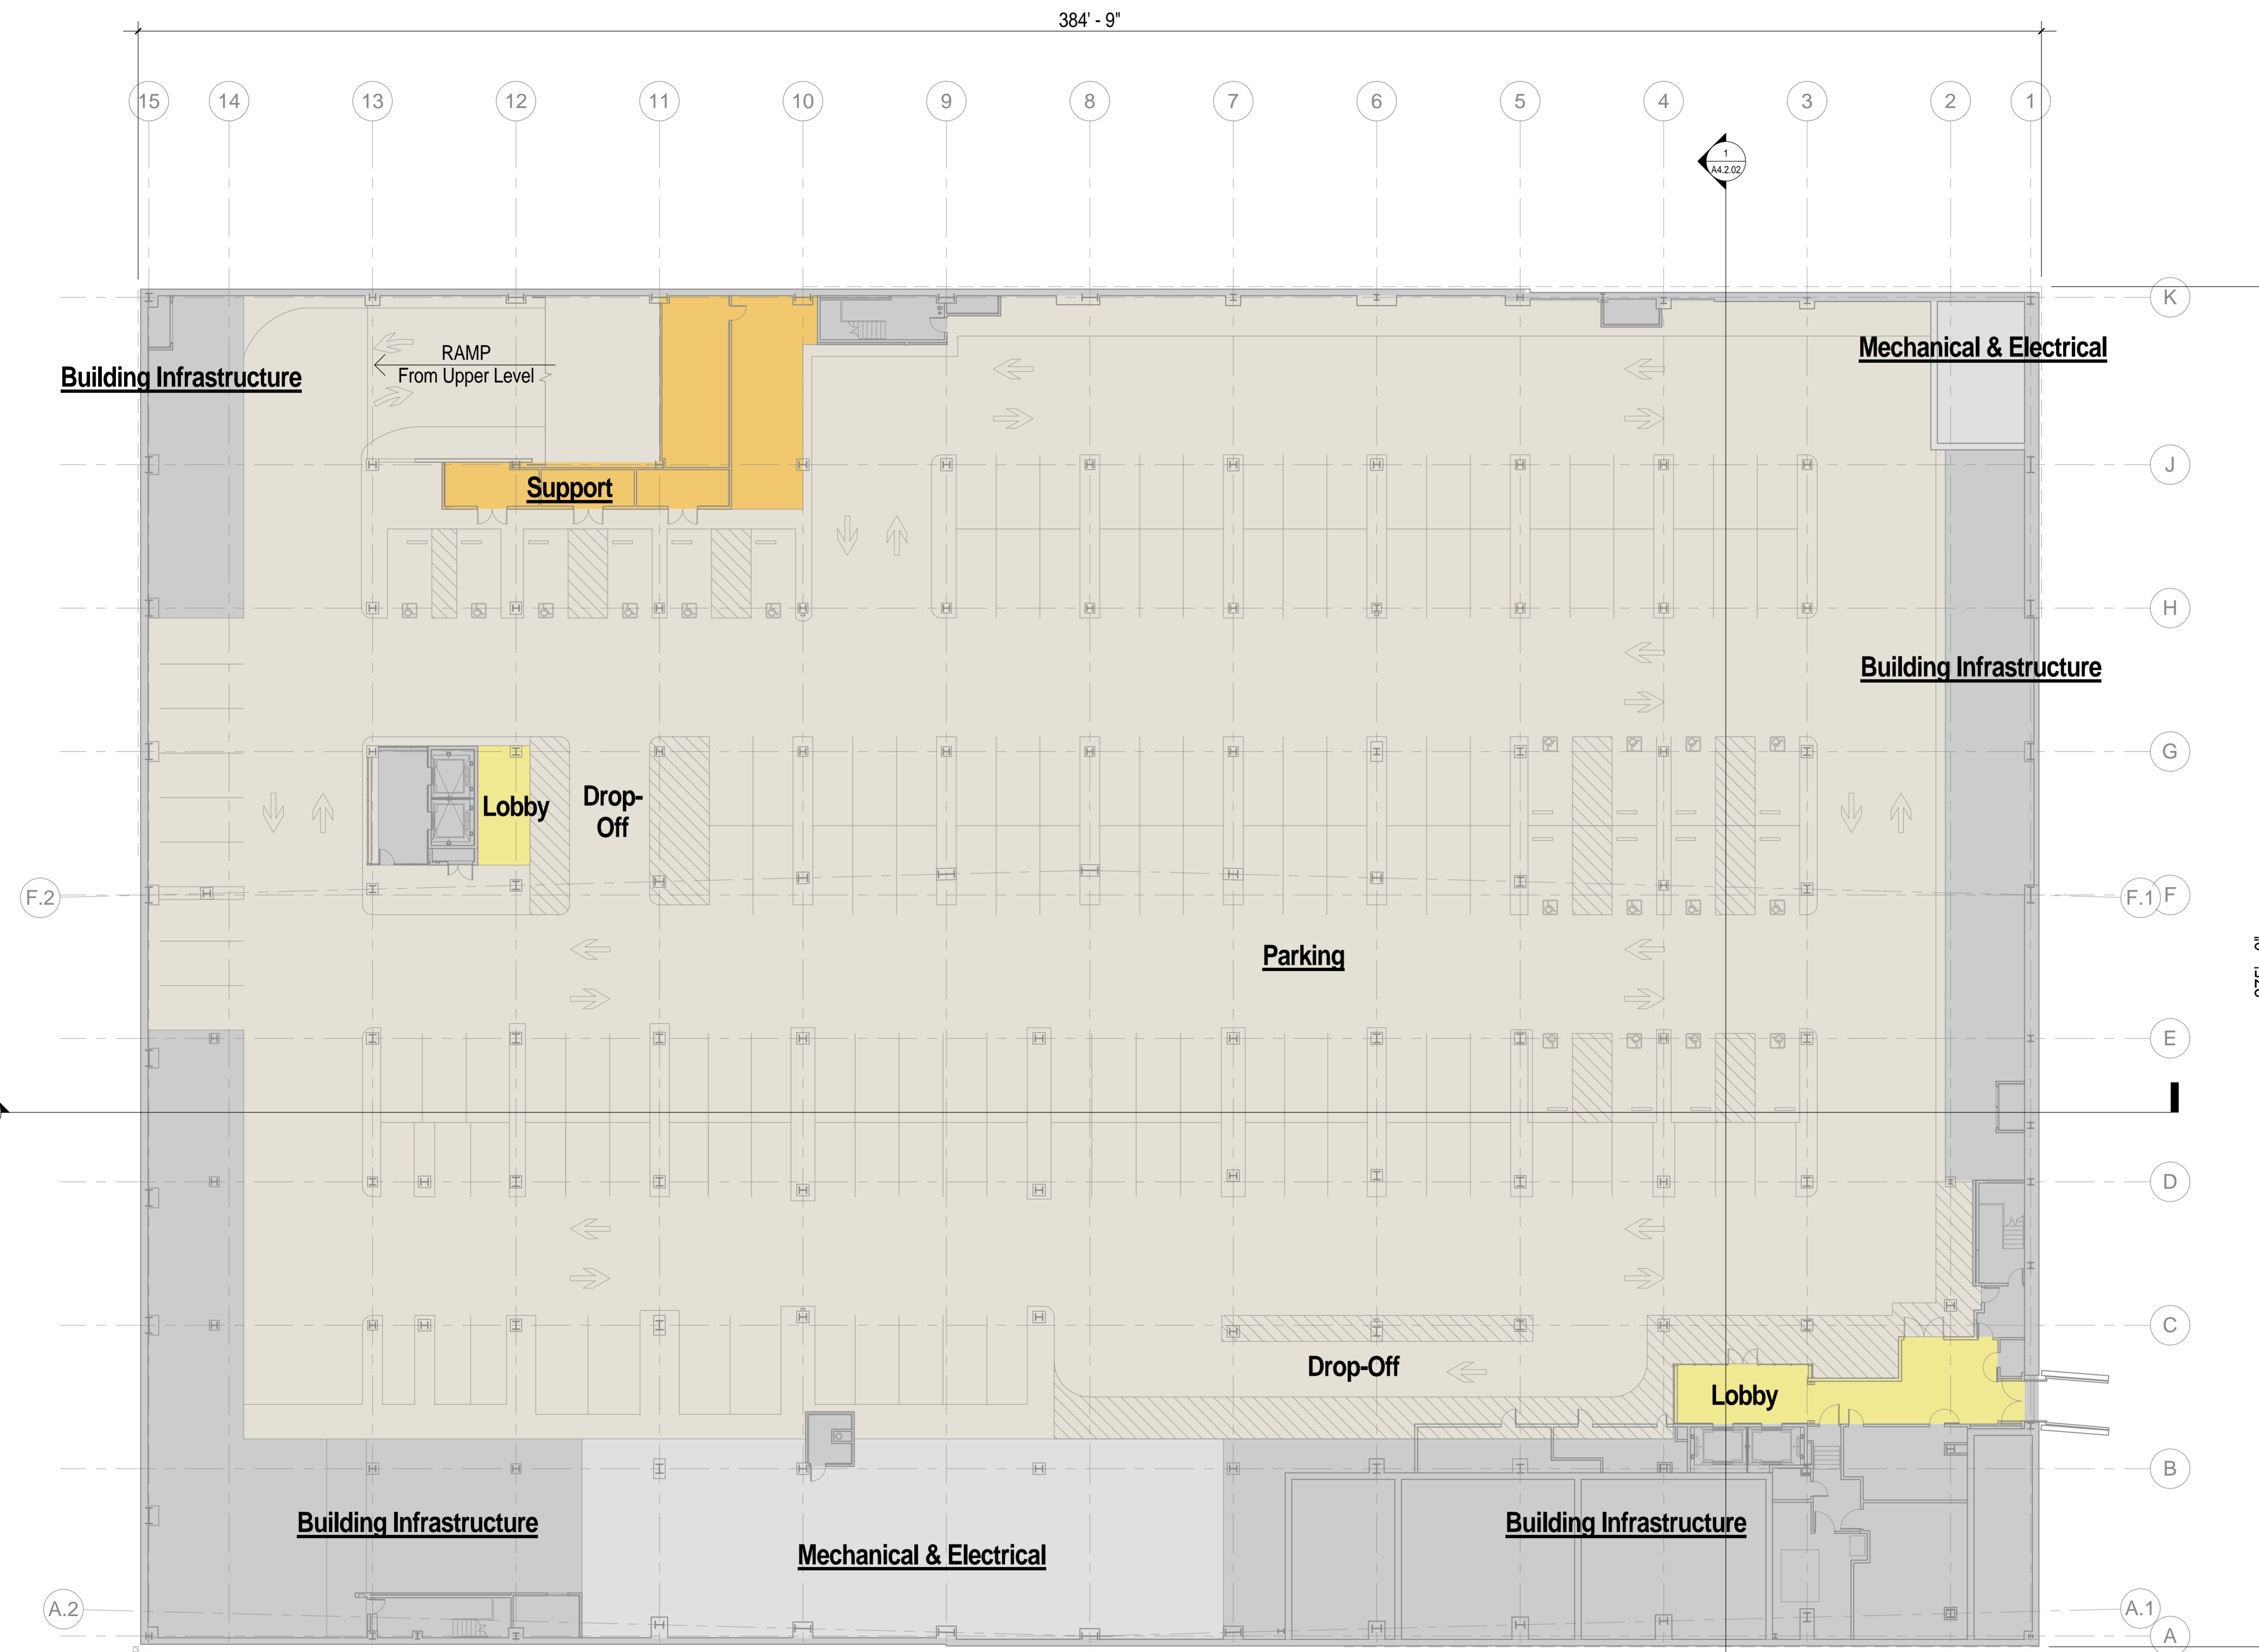 384' - 9"
15 14 13 12 11 10 9 8 7 6 5 4 3 2 1
1
A4.2.02
K
RAMP
From Upper Level
Building Infrastructure
Mechanical & Electrical
J
Support
H
Building Infrastructure
G
Lobby
Drop-
Off
F.2
F.1
F
Parking
E
D
C
Drop-Off
Lobby
B
Building Infrastructure
Building Infrastructure
Mechanical & Electrical
A.2
A.1
A